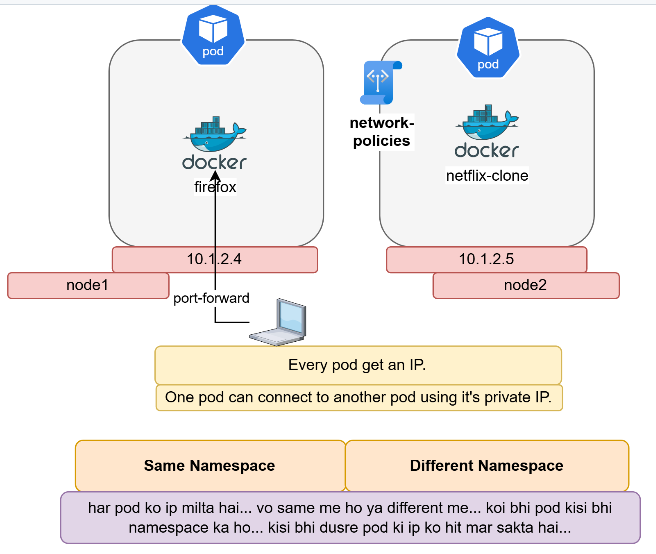 pod
pod
network-
policies
docker
firefox
docker
netflix-clone
10.1.2.4
10.1.2.5
node1
node2
port-forward
Every pod get an IP.
One pod can connect to another pod using it's private IP.
Same Namespace
Different Namespace
har pod ko ip milta hai... vo same me ho ya different me... koi bhi pod kisi bhi
namespace ka ho... kisi bhi dusre pod ki ip ko hit mar sakta hai...